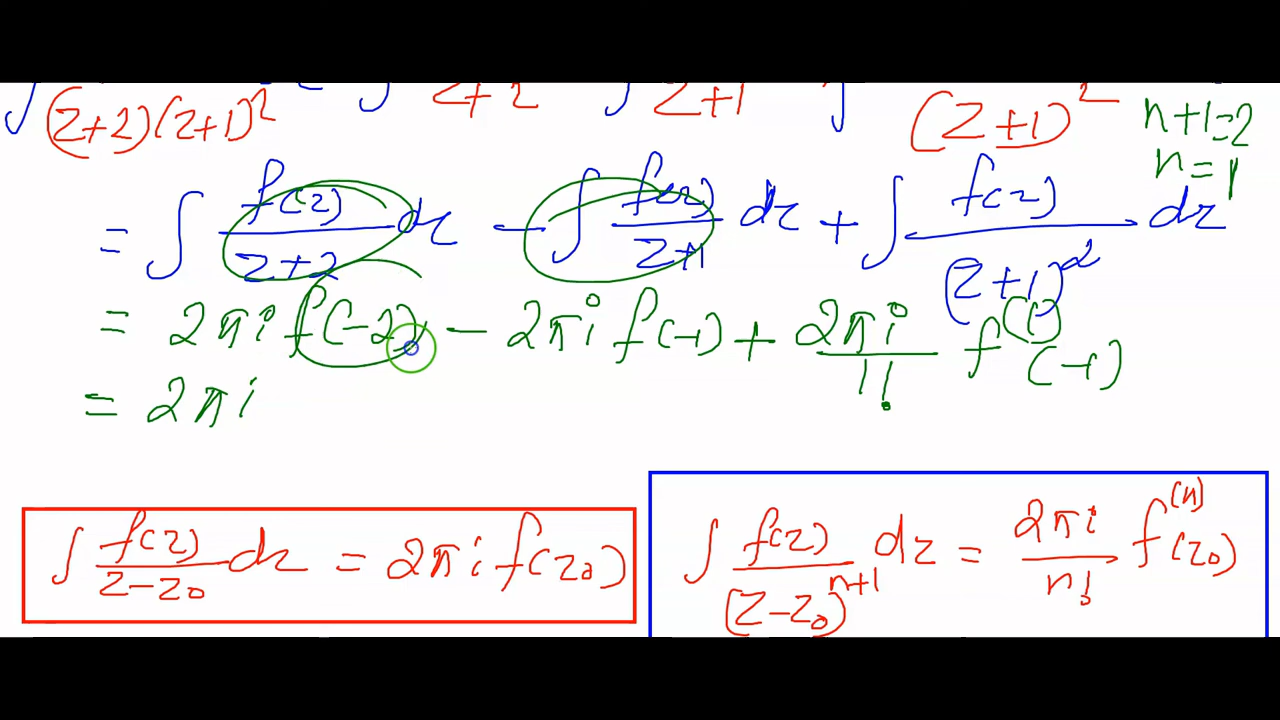 ∫ (z+2)(z+1)² = ∫ z+2 ∫ z+1 ∫ (z+1)² n+1=2
n=1
= ∫ f(z)/(z+2) dz − ∫ f(z)/(z+1) dz + ∫ f(z)/(z+1)² dz
= 2πi f(-2) − 2πi f(-1) + 2πi/1! f⁽¹⁾(-1)
= 2πi
∫ f(z)/(z-z₀) dz = 2πi f(z₀)
∫ f(z)/(z-z₀)ⁿ⁺¹ dz = 2πi/n! f⁽ⁿ⁾(z₀)